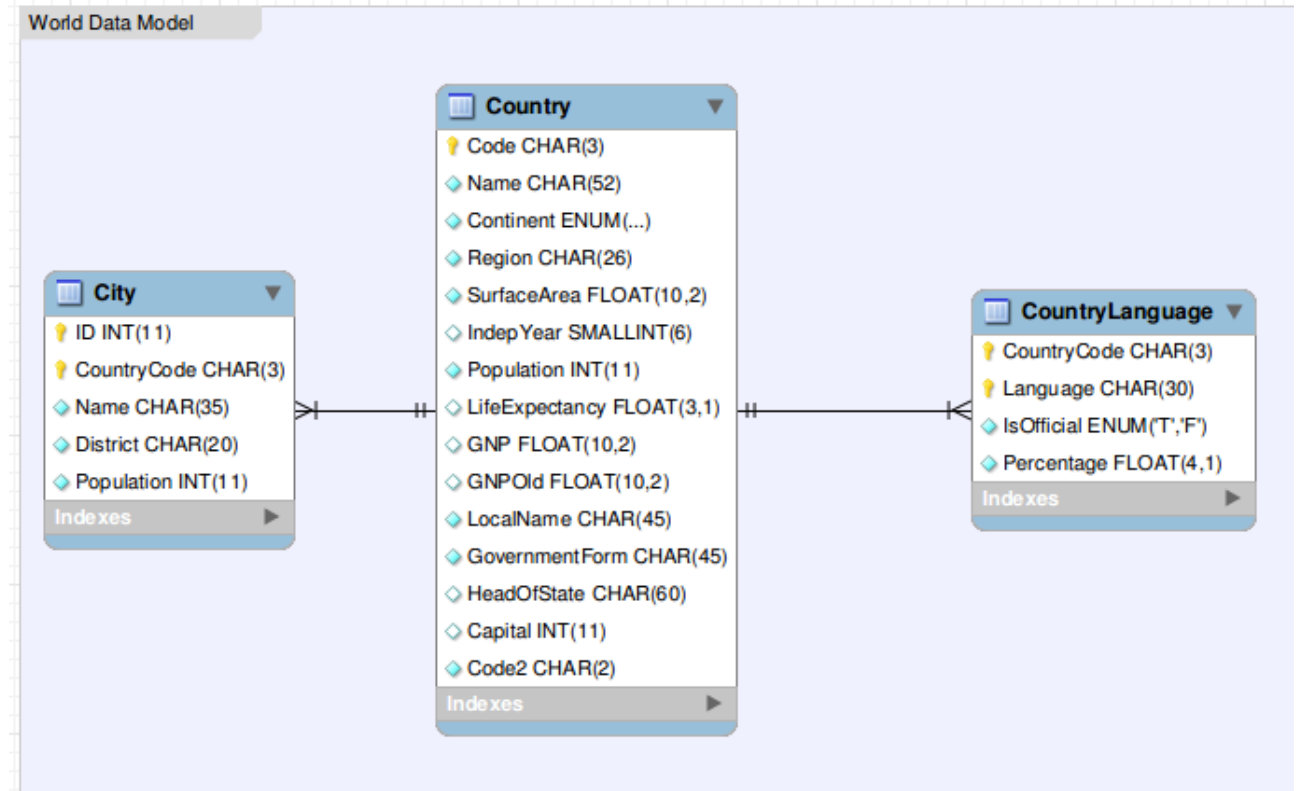 World Data Model
Country
Code CHAR(3)
Name CHAR(52)
Continent ENUM(...)
Region CHAR(26)
SurfaceArea FLOAT(10,2)
IndepYear SMALLINT(6)
Population INT(11)
LifeExpectancy FLOAT(3,1)
GNP FLOAT(10,2)
GNPOld FLOAT(10,2)
LocalName CHAR(45)
GovernmentForm CHAR(45)
HeadOfState CHAR(60)
Capital INT(11)
Code2 CHAR(2)
Indexes
City
ID INT(11)
CountryCode CHAR(3)
Name CHAR(35)
District CHAR(20)
Population INT(11)
Indexes
CountryLanguage
CountryCode CHAR(3)
Language CHAR(30)
IsOfficial ENUM('T','F')
Percentage FLOAT(4,1)
Indexes